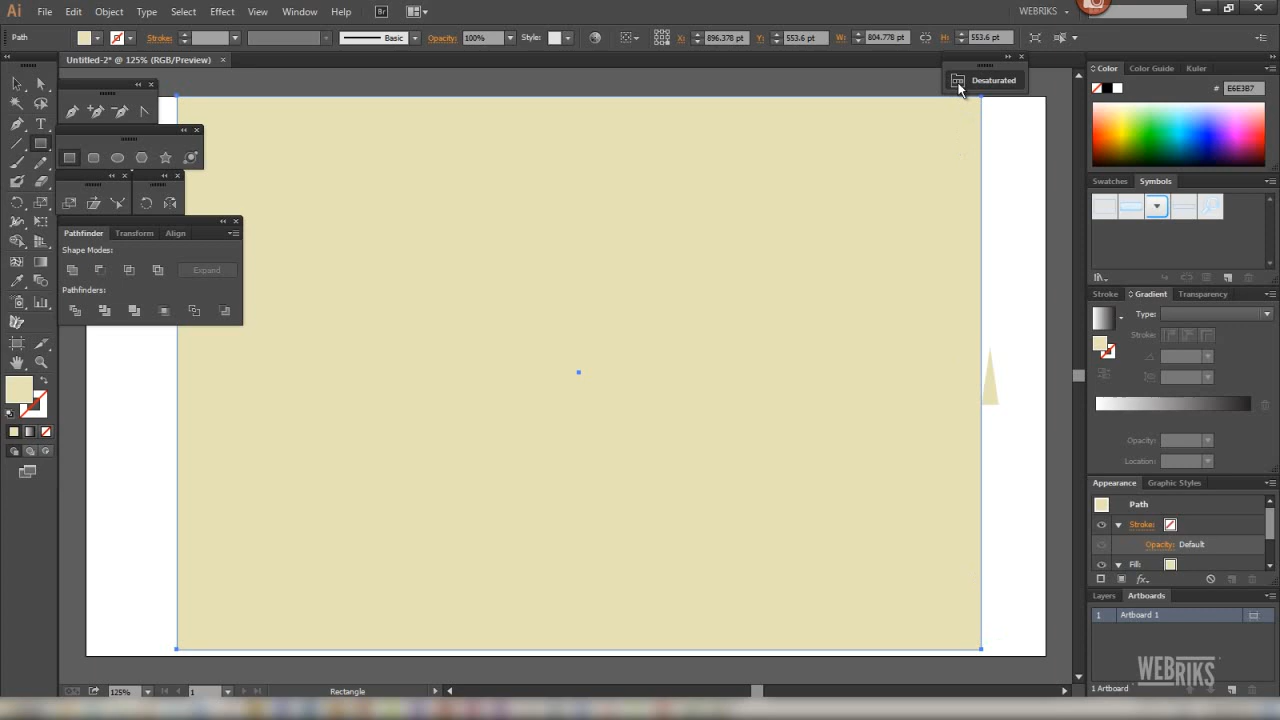 Ai File Edit Object Type Select Effect View Window Help Br WEBRIKS
Path Stroke: Basic Opacity: 100% Style: X: 896.378 pt Y: 553.6 pt W: 804.778 pt H: 553.6 pt
Untitled-2* @ 125% (RGB/Preview) ×
Desaturated
Color Color Guide Kuler
# E6E3B7
Swatches Symbols
Pathfinder Transform Align
Shape Modes:
Expand
Pathfinders:
Stroke Gradient Transparency
Type:
Stroke:
Opacity:
Location:
Appearance Graphic Styles
Path
Stroke:
Opacity: Default
Fill:
Layers Artboards
1 Artboard 1
WEBRIKS
1 Artboard
125% 1 Rectangle